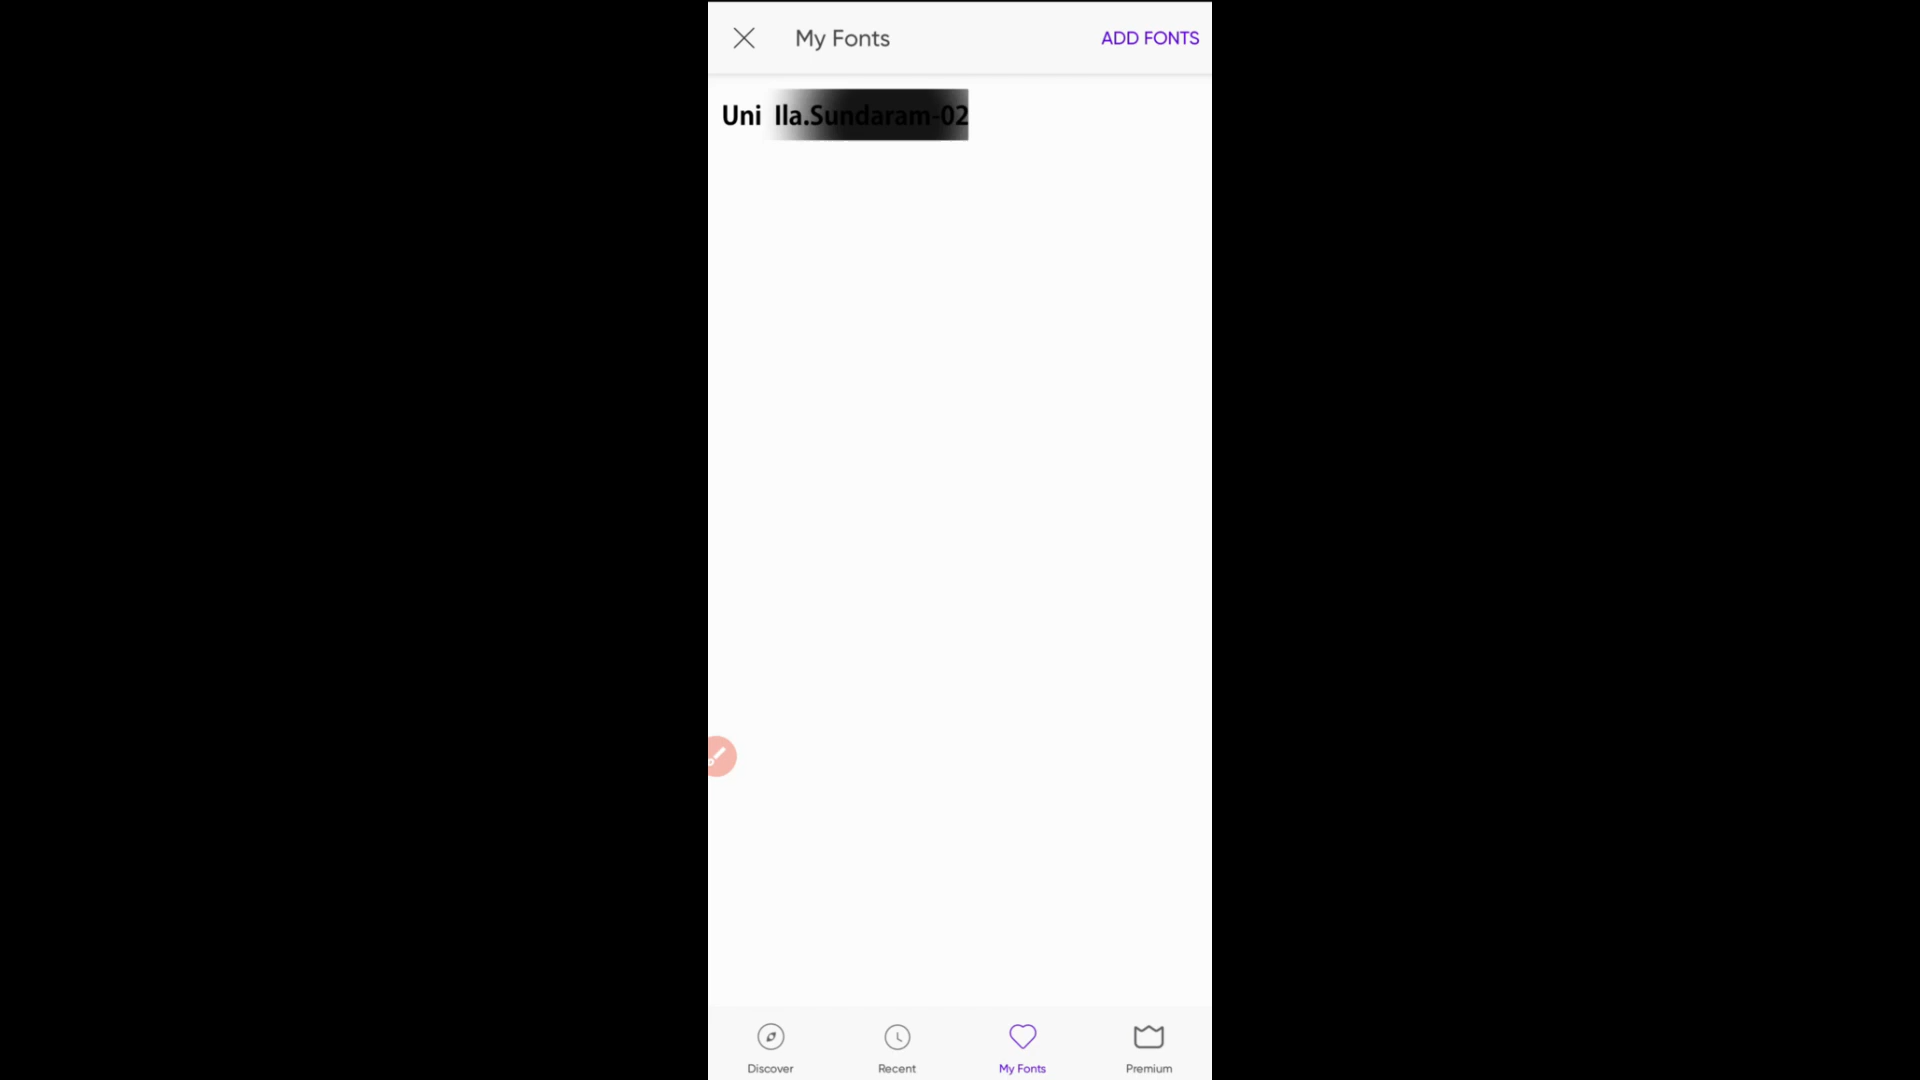 My Fonts
ADD FONTS
Uni Ila.Sundaram-02
Discover
Recent
My Fonts
Premium